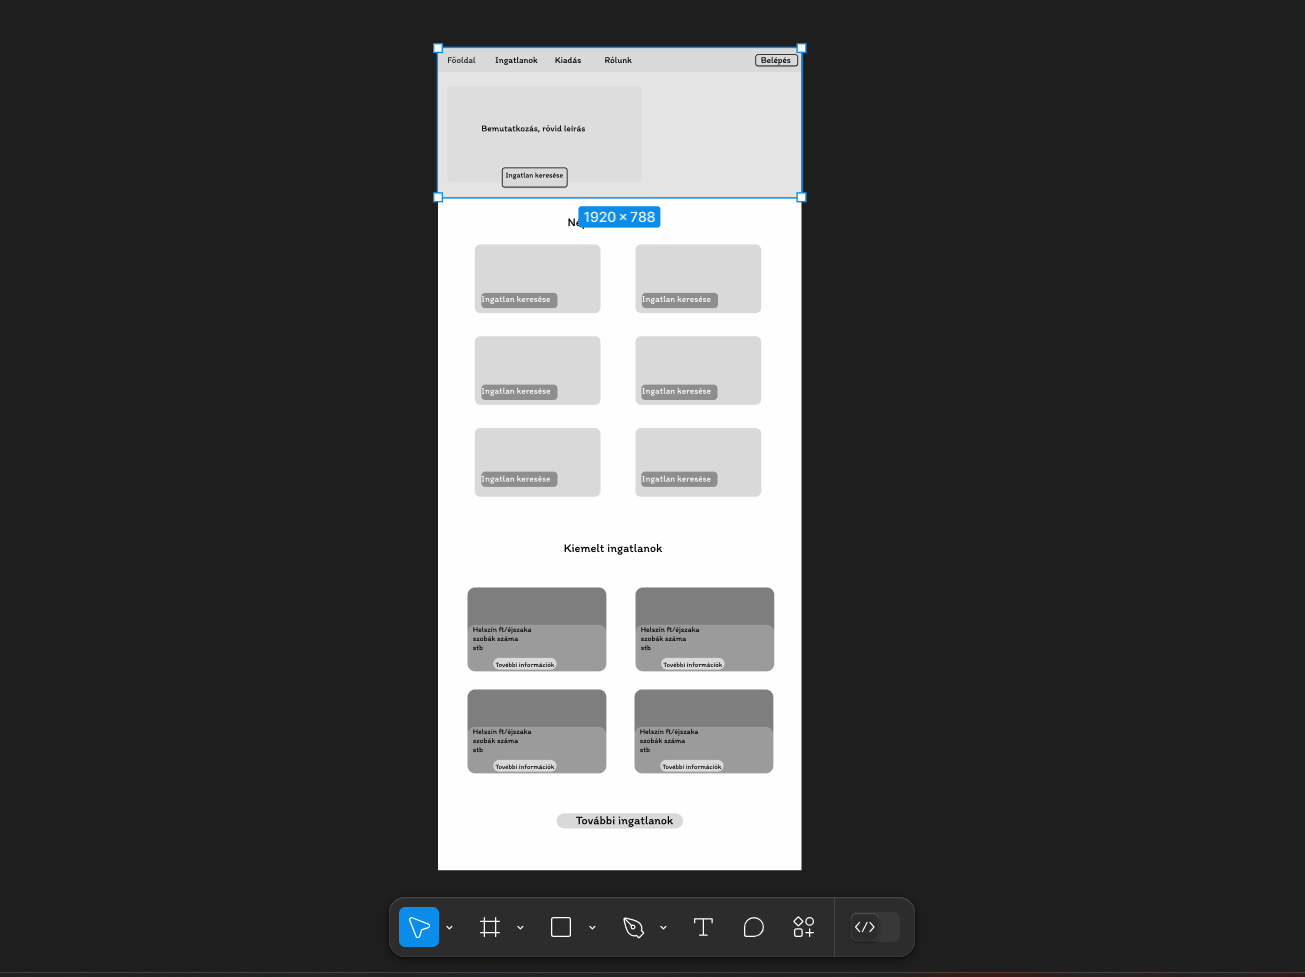 Főoldal Ingatlanok Kiadás Rólunk Belépés
Bemutatkozás, rövid leírás
Ingatlan keresése
1920 × 788
Ingatlan keresése Ingatlan keresése
Ingatlan keresése Ingatlan keresése
Ingatlan keresése Ingatlan keresése
Kiemelt ingatlanok
Helszín ft/éjszaka Helszín ft/éjszaka
szobák száma szobák száma
stb stb
További információk További információk
Helszín ft/éjszaka Helszín ft/éjszaka
szobák száma szobák száma
stb stb
További információk További információk
További ingatlanok